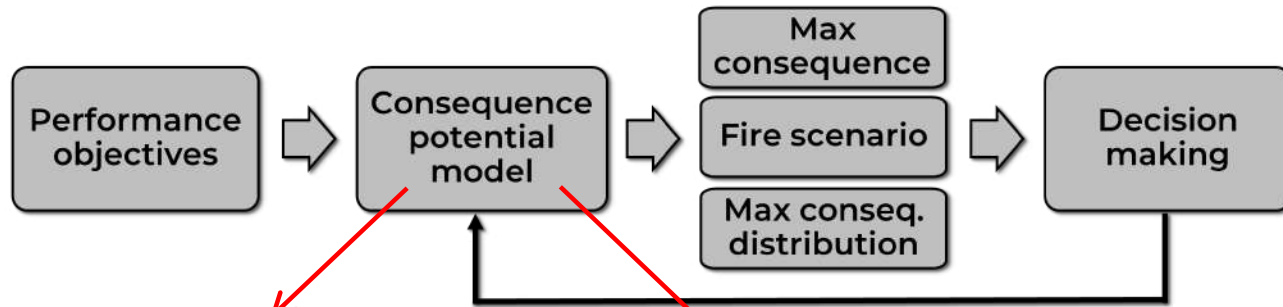 Performance
objectives
Consequence
potential
model
Max
consequence
Fire scenario
Max conseq.
distribution
Decision
making